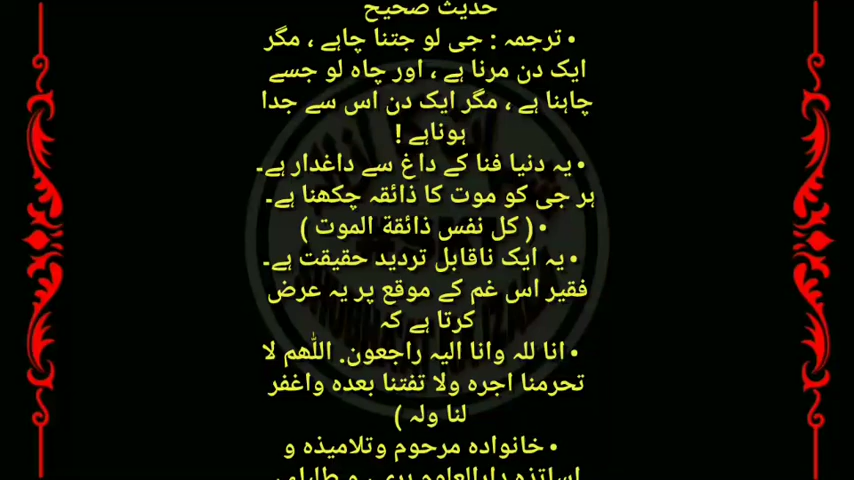 حدیث صحیح
• ترجمہ : جی لو جتنا چاہے ، مگر
ایک دن مرنا ہے ، اور چاہ لو جسے
چاہنا ہے ، مگر ایک دن اس سے جدا
ہوناہے !
• یہ دنیا فنا کے داغ سے داغدار ہے۔
ہر جی کو موت کا ذائقہ چکھنا ہے۔
• ( کل نفس ذائقة الموت )
• یہ ایک ناقابل تردید حقیقت ہے۔
فقیر اس غم کے موقع پر یہ عرض
کرتا ہے کہ
• انا للہ وانا الیہ راجعون. اللّٰھم لا
تحرمنا اجرہ ولا تفتنا بعدہ واغفر
لنا ولہ )
• خانوادہ مرحوم وتلامیذہ و
اساتذہ دارالعلوم